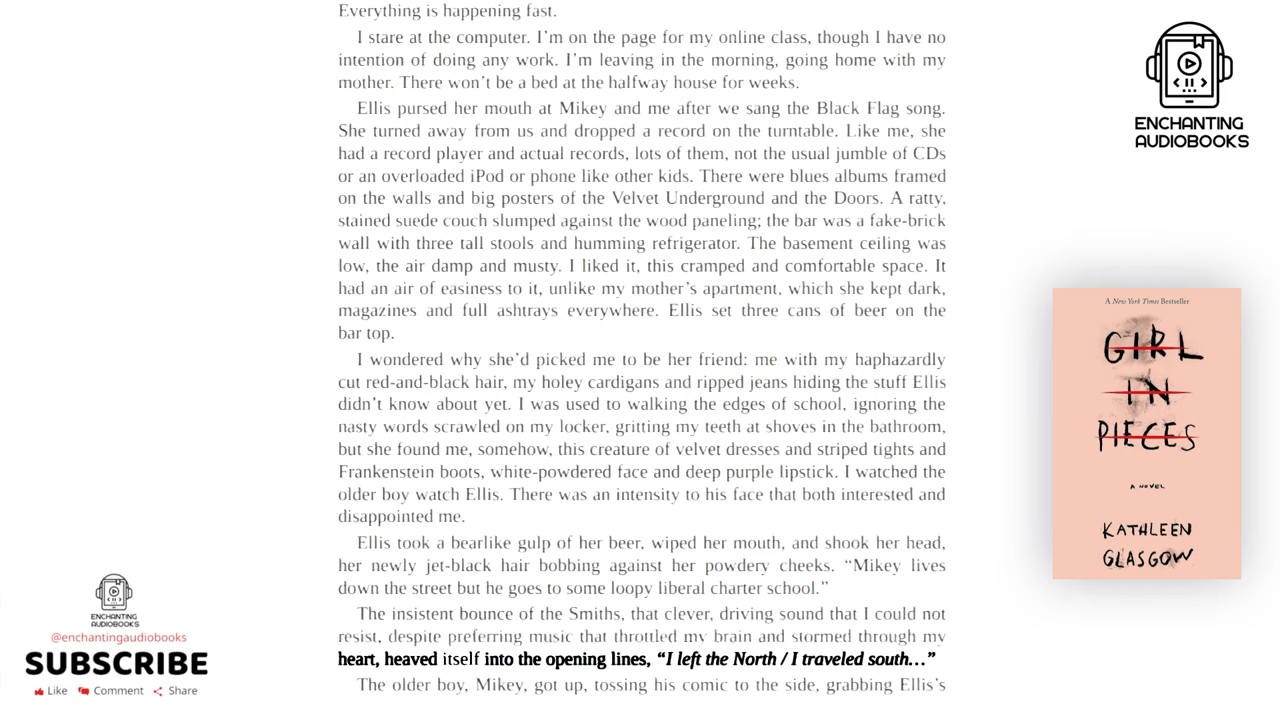 Everything is happening fast.
I stare at the computer. I’m on the page for my online class, though I have no
intention of doing any work. I’m leaving in the morning, going home with my
mother. There won’t be a bed at the halfway house for weeks.
Ellis pursed her mouth at Mikey and me after we sang the Black Flag song.
She turned away from us and dropped a record on the turntable. Like me, she
had a record player and actual records, lots of them, not the usual jumble of CDs
or an overloaded iPod or phone like other kids. There were blues albums framed
on the walls and big posters of the Velvet Underground and the Doors. A ratty,
stained suede couch slumped against the wood paneling; the bar was a fake-brick
wall with three tall stools and humming refrigerator. The basement ceiling was
low, the air damp and musty. I liked it, this cramped and comfortable space. It
had an air of easiness to it, unlike my mother’s apartment, which she kept dark,
magazines and full ashtrays everywhere. Ellis set three cans of beer on the
bar top.
I wondered why she’d picked me to be her friend: me with my haphazardly
cut red-and-black hair, my holey cardigans and ripped jeans hiding the stuff Ellis
didn’t know about yet. I was used to walking the edges of school, ignoring the
nasty words scrawled on my locker, gritting my teeth at shoves in the bathroom,
but she found me, somehow, this creature of velvet dresses and striped tights and
Frankenstein boots, white-powdered face and deep purple lipstick. I watched the
older boy watch Ellis. There was an intensity to his face that both interested and
disappointed me.
Ellis took a bearlike gulp of her beer, wiped her mouth, and shook her head,
her newly jet-black hair bobbing against her powdery cheeks. “Mikey lives
down the street but he goes to some loopy liberal charter school.”
The insistent bounce of the Smiths, that clever, driving sound that I could not
resist, despite preferring music that throttled my brain and stormed through my
heart, heaved itself into the opening lines, “I left the North / I traveled south…”
The older boy, Mikey, got up, tossing his comic to the side, grabbing Ellis’s
ENCHANTING
AUDIOBOOKS
A New York Times Bestseller
GIRL
IN
PIECES
A NOVEL
KATHLEEN
GLASGOW
ENCHANTING
AUDIOBOOKS
@enchantingaudiobooks
SUBSCRIBE
Like Comment Share